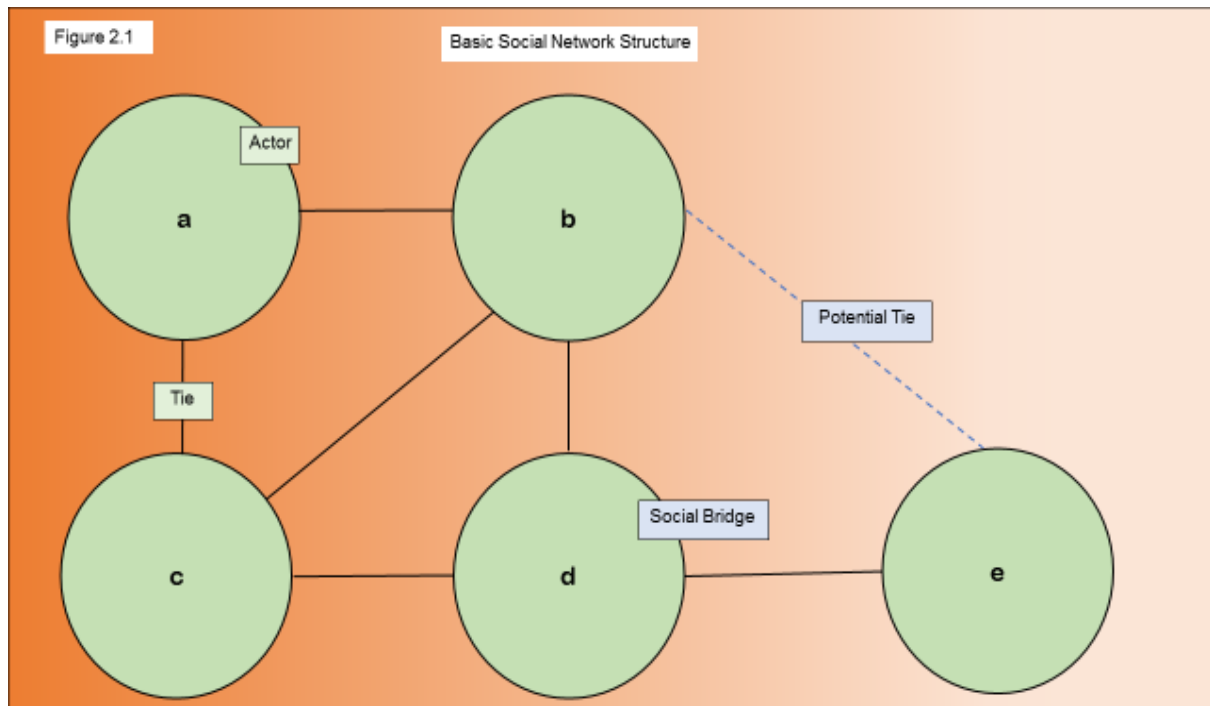 Figure 2.1
Basic Social Network Structure
Actor
a
b
Potential Tie
Tie
Social Bridge
c
d
e